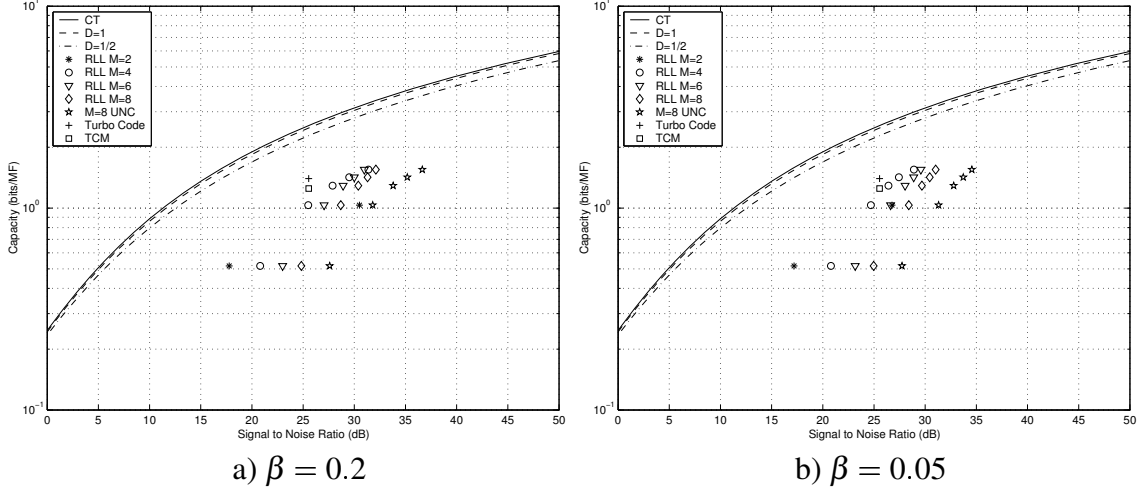 10¹
10⁰
10⁻¹
Capacity (bits/MF)
CT
D=1
D=1/2
RLL M=2
RLL M=4
RLL M=6
RLL M=8
M=8 UNC
Turbo Code
TCM
0 5 10 15 20 25 30 35 40 45 50
Signal to Noise Ratio (dB)
a) β = 0.2
10¹
10⁰
10⁻¹
Capacity (bits/MF)
CT
D=1
D=1/2
RLL M=2
RLL M=4
RLL M=6
RLL M=8
M=8 UNC
Turbo Code
TCM
0 5 10 15 20 25 30 35 40 45 50
Signal to Noise Ratio (dB)
b) β = 0.05